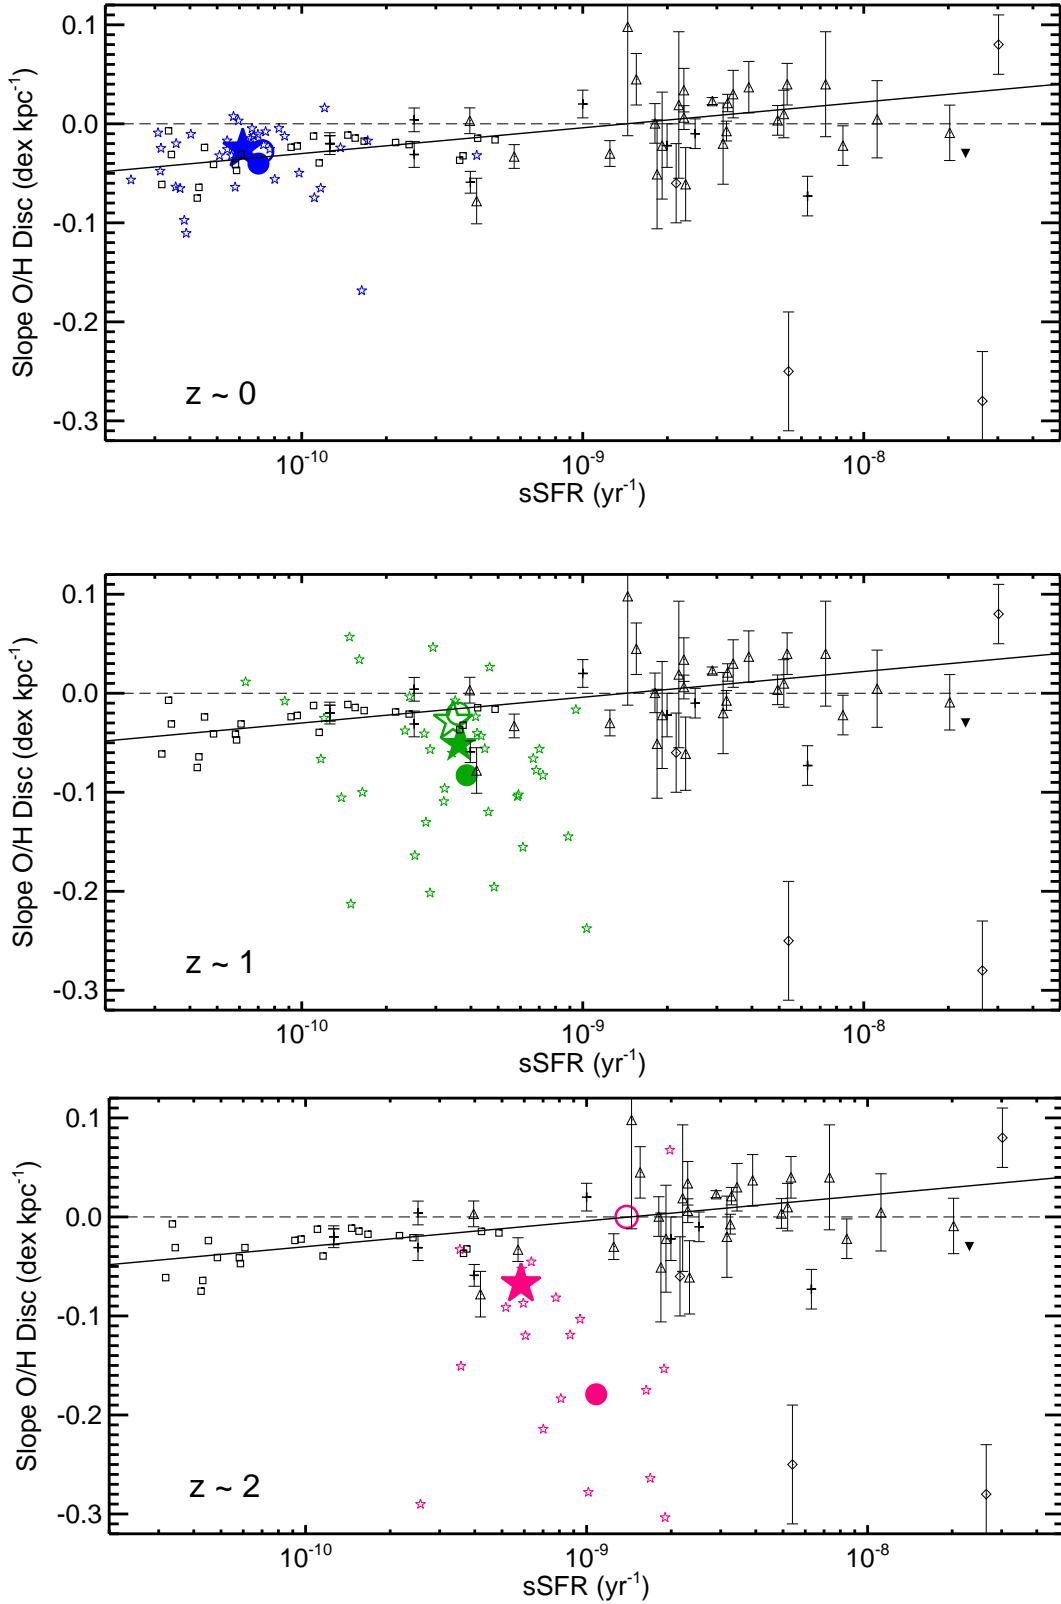 Slope O/H Disc (dex kpc⁻¹)
0.1
0.0
-0.1
-0.2
-0.3
z ~ 0
10⁻¹⁰ 10⁻⁹ 10⁻⁸
sSFR (yr⁻¹)
Slope O/H Disc (dex kpc⁻¹)
0.1
0.0
-0.1
-0.2
-0.3
z ~ 1
10⁻¹⁰ 10⁻⁹ 10⁻⁸
sSFR (yr⁻¹)
Slope O/H Disc (dex kpc⁻¹)
0.1
0.0
-0.1
-0.2
-0.3
z ~ 2
10⁻¹⁰ 10⁻⁹ 10⁻⁸
sSFR (yr⁻¹)